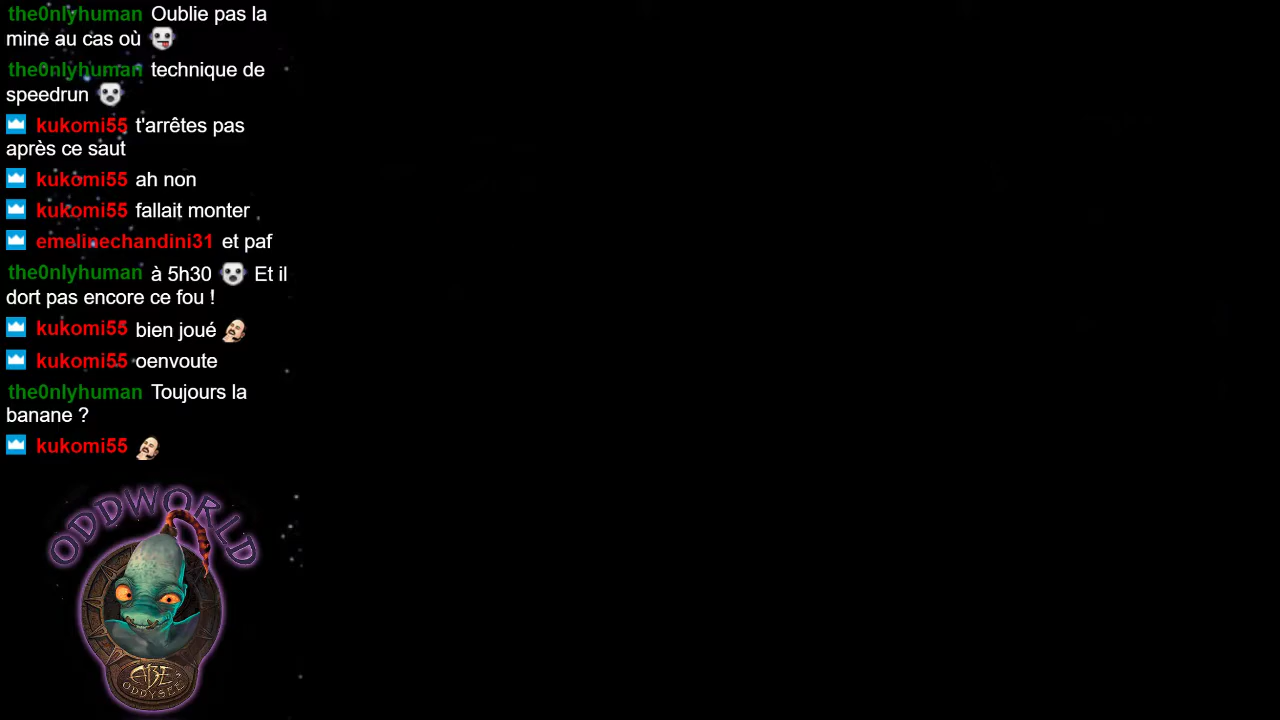 the0nlyhuman Oublie pas la
mine au cas où
the0nlyhuman technique de
speedrun
kukomi55 t'arrêtes pas
après ce saut
kukomi55 ah non
kukomi55 fallait monter
emelinechandini31 et paf
the0nlyhuman à 5h30 Et il
dort pas encore ce fou !
kukomi55 bien joué
kukomi55 oenvoute
the0nlyhuman Toujours la
banane ?
kukomi55
ODDWORLD
ABE'S
ODDYSEE